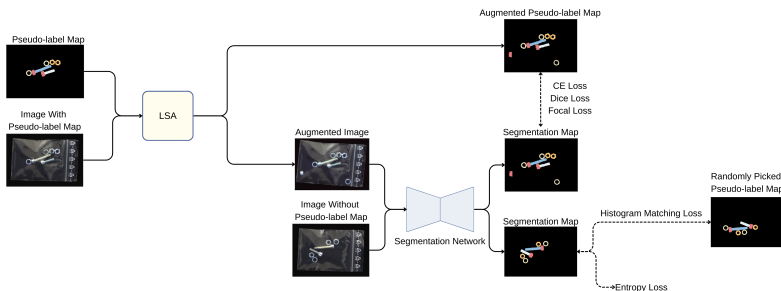 Pseudo-label Map
Image With
Pseudo-label Map
LSA
Augmented Image
Image Without
Pseudo-label Map
Segmentation Network
Augmented Pseudo-label Map
CE Loss
Dice Loss
Focal Loss
Segmentation Map
Segmentation Map
Histogram Matching Loss
Entropy Loss
Randomly Picked
Pseudo-label Map